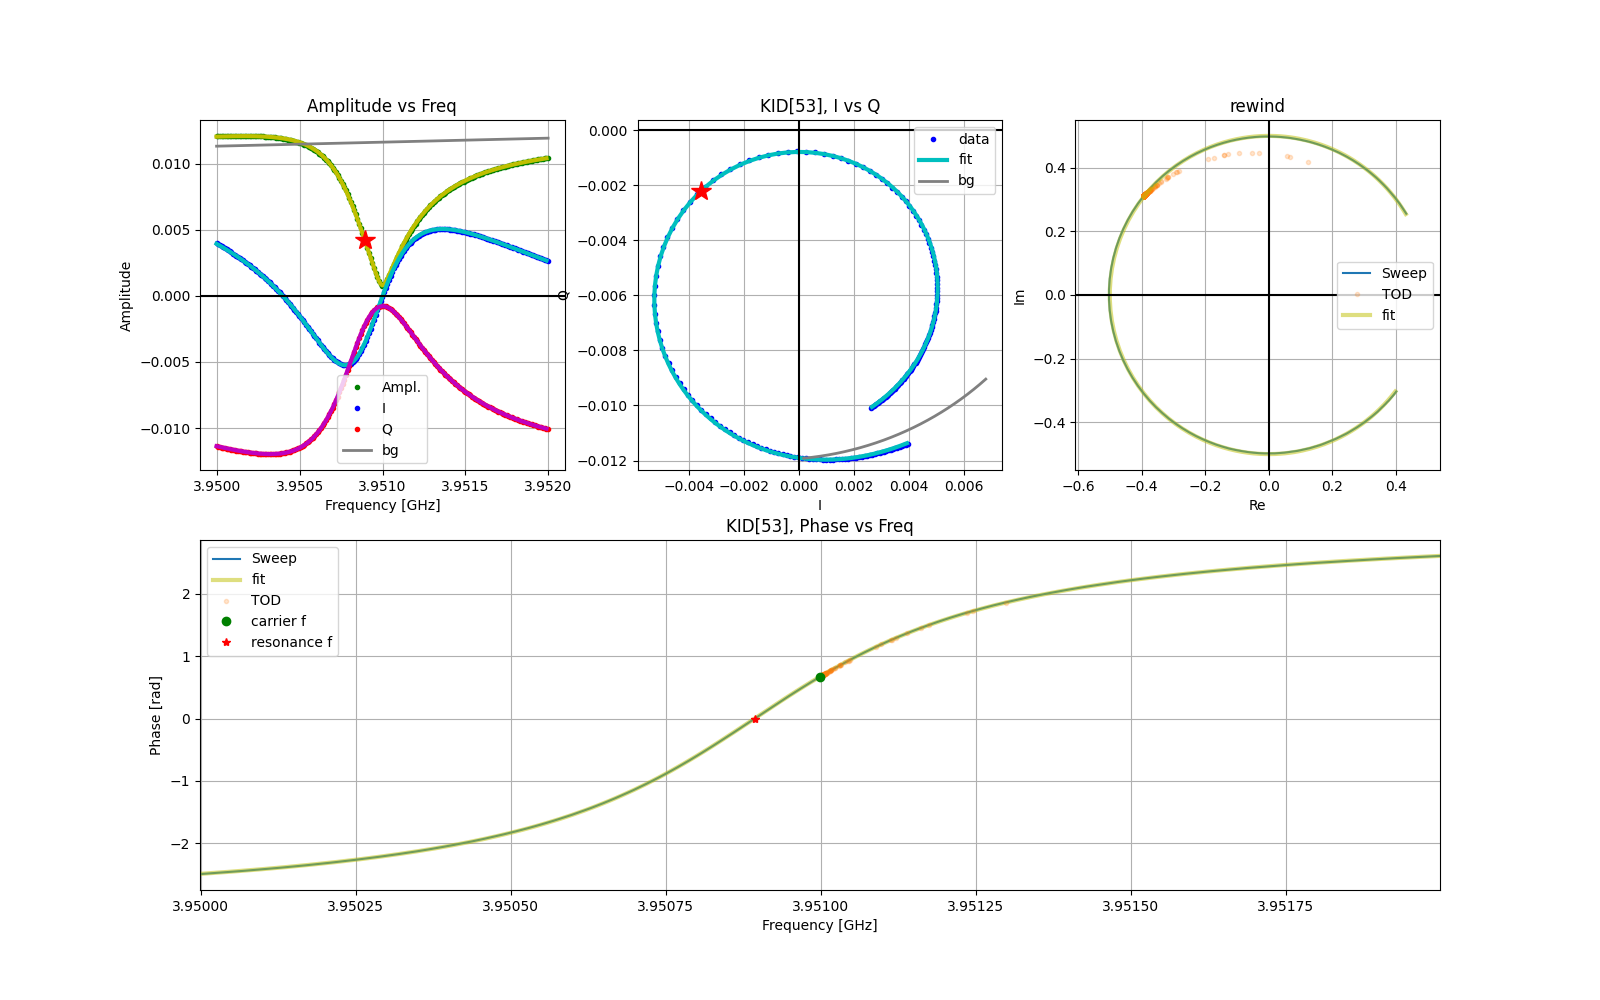 Amplitude vs Freq
Amplitude
0.010
0.005
0.000
−0.005
−0.010
Ampl.
I
Q
bg
3.9500 3.9505 3.9510 3.9515 3.9520
Frequency [GHz]
KID[53], I vs Q
Q
0.000
−0.002
−0.004
−0.006
−0.008
−0.010
−0.012
data
fit
bg
−0.004 −0.002 0.000 0.002 0.004 0.006
I
rewind
Im
0.4
0.2
0.0
−0.2
−0.4
Sweep
TOD
fit
−0.6 −0.4 −0.2 0.0 0.2 0.4
Re
KID[53], Phase vs Freq
Phase [rad]
2
1
0
−1
−2
Sweep
fit
TOD
carrier f
resonance f
3.95000 3.95025 3.95050 3.95075 3.95100 3.95125 3.95150 3.95175
Frequency [GHz]